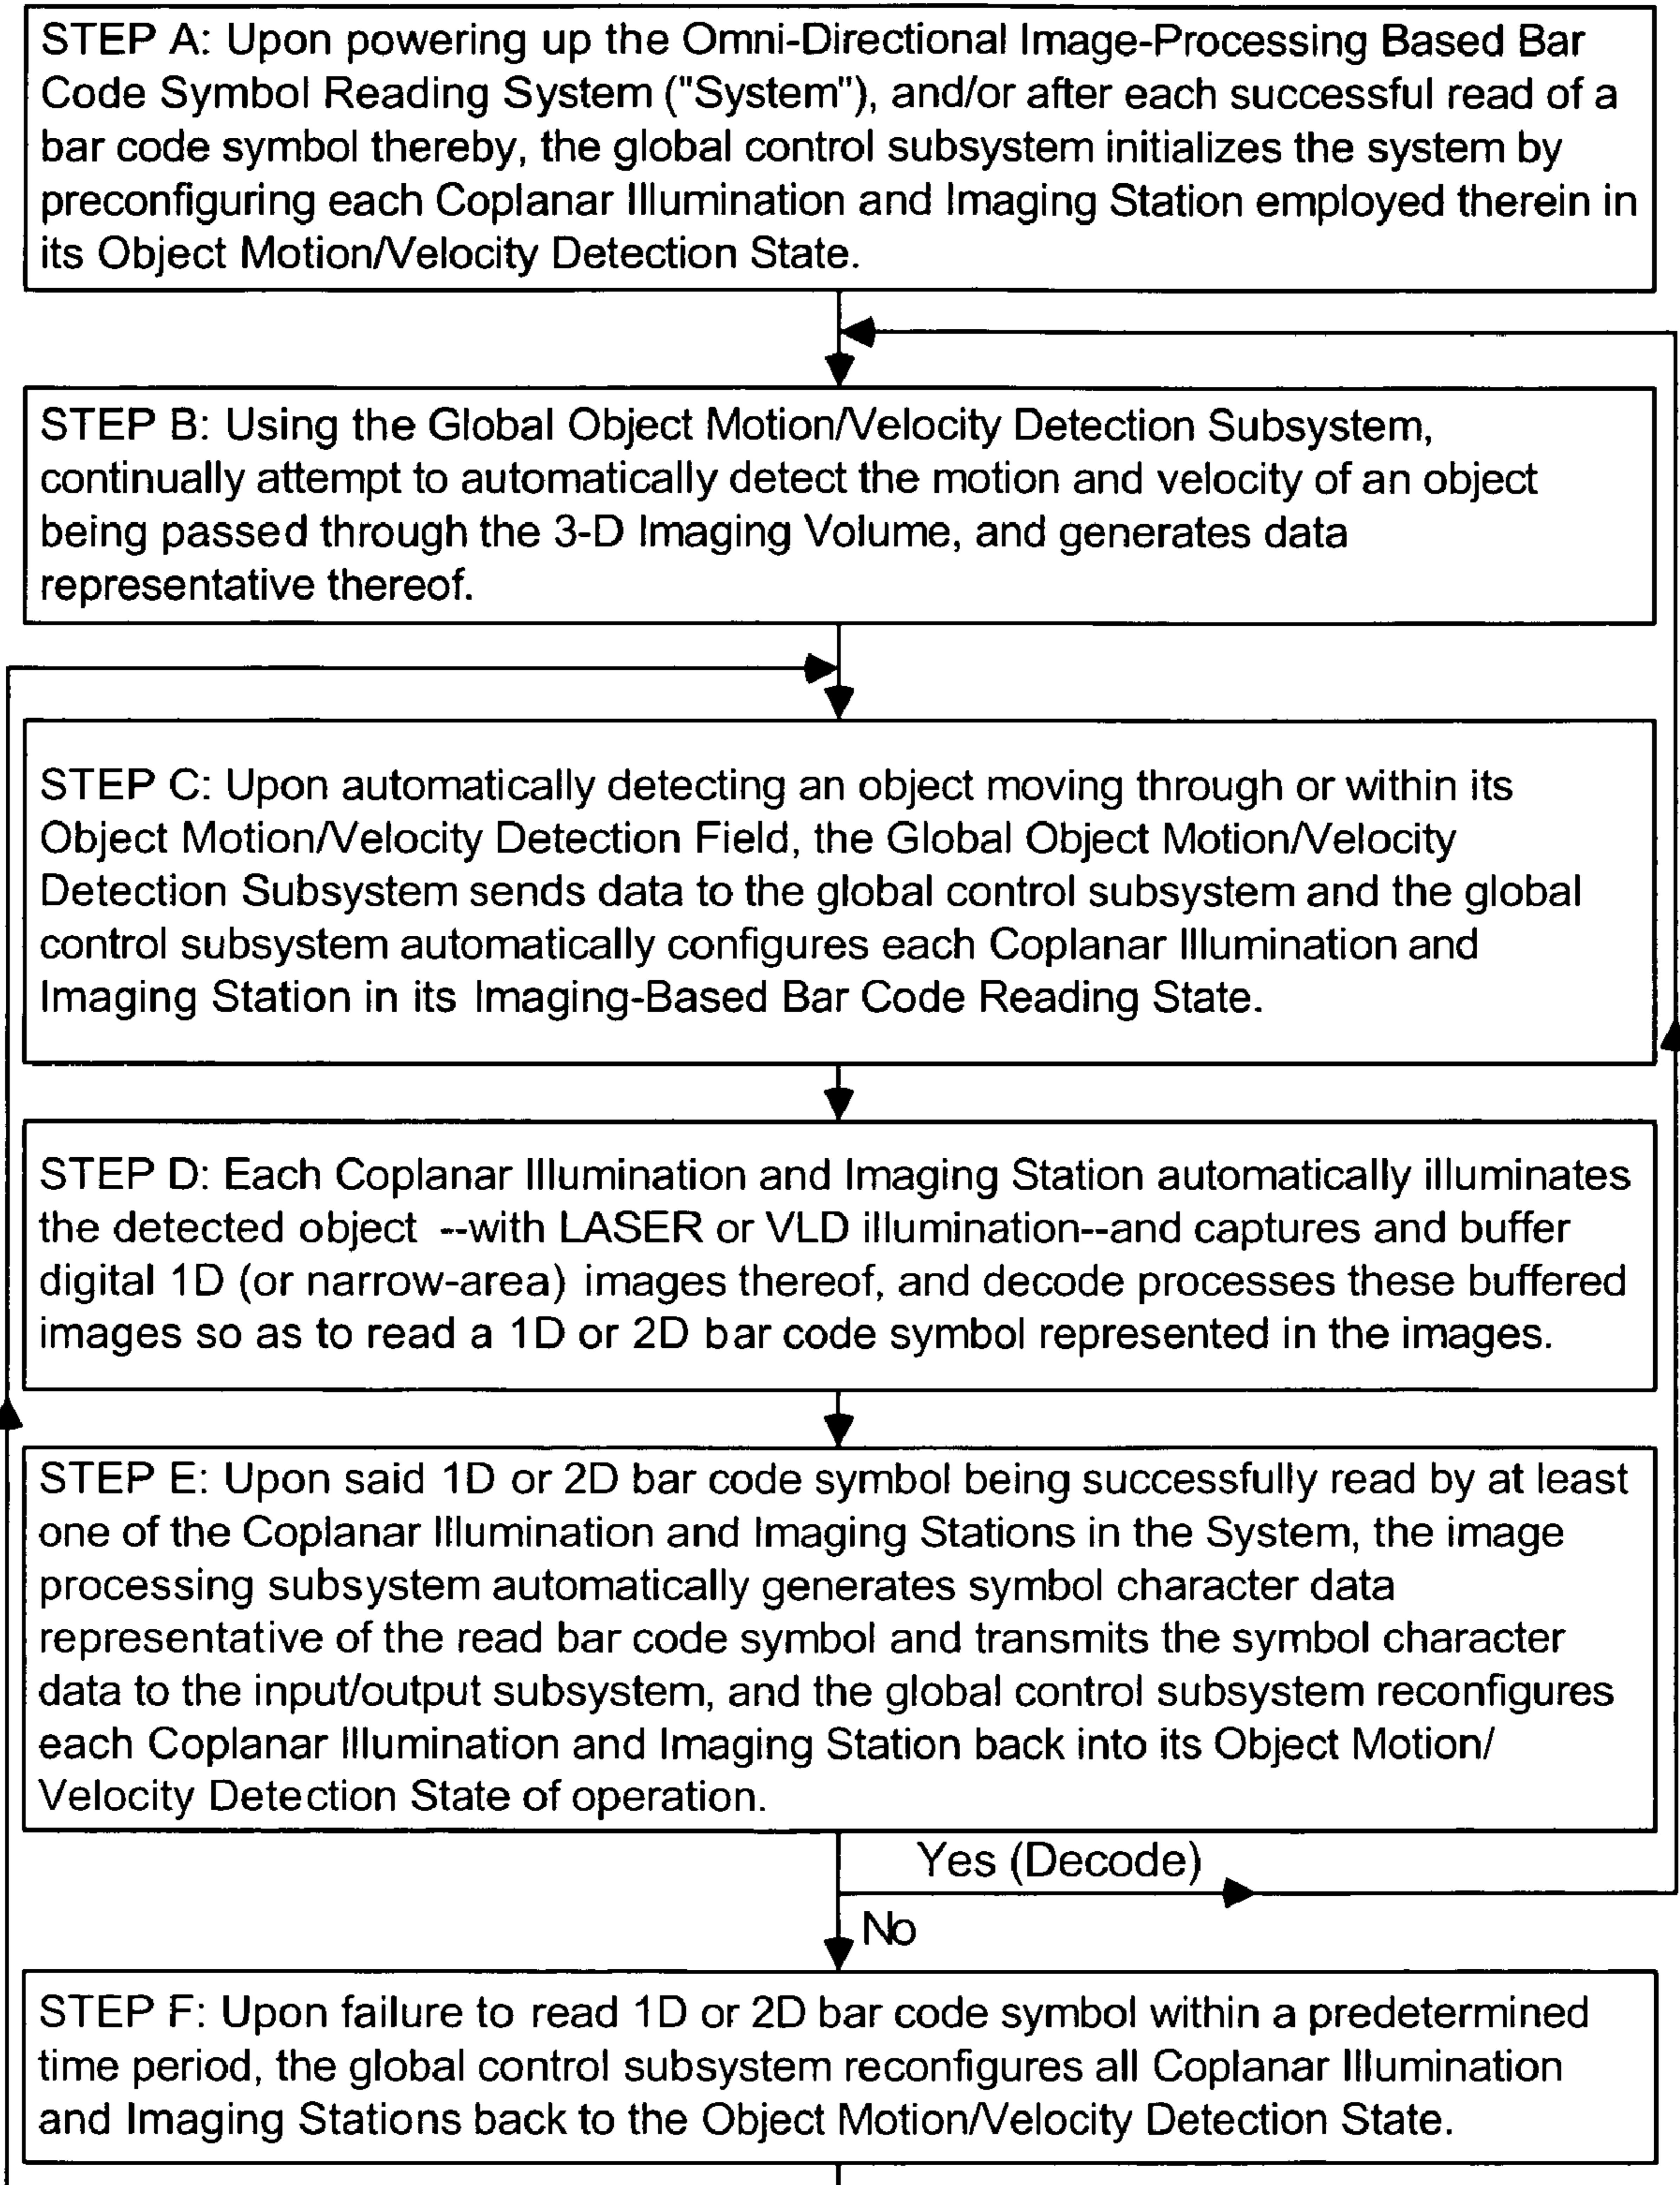 STEP A: Upon powering up the Omni-Directional Image-Processing Based Bar
Code Symbol Reading System ("System"), and/or after each successful read of a
bar code symbol thereby, the global control subsystem initializes the system by
preconfiguring each Coplanar Illumination and Imaging Station employed therein in
its Object Motion/Velocity Detection State.
STEP B: Using the Global Object Motion/Velocity Detection Subsystem,
continually attempt to automatically detect the motion and velocity of an object
being passed through the 3-D Imaging Volume, and generates data
representative thereof.
STEP C: Upon automatically detecting an object moving through or within its
Object Motion/Velocity Detection Field, the Global Object Motion/Velocity
Detection Subsystem sends data to the global control subsystem and the global
control subsystem automatically configures each Coplanar Illumination and
Imaging Station in its Imaging-Based Bar Code Reading State.
STEP D: Each Coplanar Illumination and Imaging Station automatically illuminates
the detected object --with LASER or VLD illumination--and captures and buffer
digital 1D (or narrow-area) images thereof, and decode processes these buffered
images so as to read a 1D or 2D bar code symbol represented in the images.
STEP E: Upon said 1D or 2D bar code symbol being successfully read by at least
one of the Coplanar Illumination and Imaging Stations in the System, the image
processing subsystem automatically generates symbol character data
representative of the read bar code symbol and transmits the symbol character
data to the input/output subsystem, and the global control subsystem reconfigures
each Coplanar Illumination and Imaging Station back into its Object Motion/
Velocity Detection State of operation.
Yes (Decode)
No
STEP F: Upon failure to read 1D or 2D bar code symbol within a predetermined
time period, the global control subsystem reconfigures all Coplanar Illumination
and Imaging Stations back to the Object Motion/Velocity Detection State.